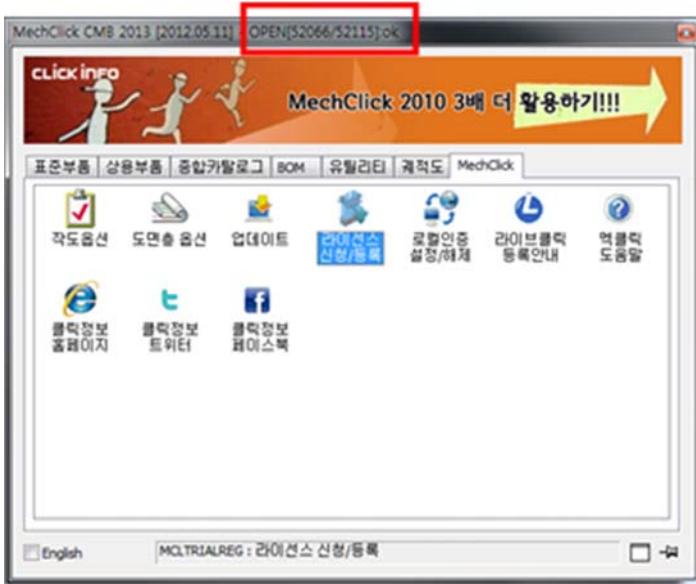 MechClick CMB 2013 [2012.05.11] - OPEN[52066/52115]:ok
CLICKINFO
MechClick 2010 3배 더 활용하기!!!
표준부품 상용부품 종합카탈로그 BOM 유틸리티 궤적도 MechClick
작도옵션 도면층 옵션 업데이트 라이선스 로컬인증 라이브클릭 멕클릭
신청/등록 설정/해제 등록안내 도움말
클릭정보 클릭정보 클릭정보
홈페이지 트위터 페이스북
English MCLTRIALREG : 라이선스 신청/등록